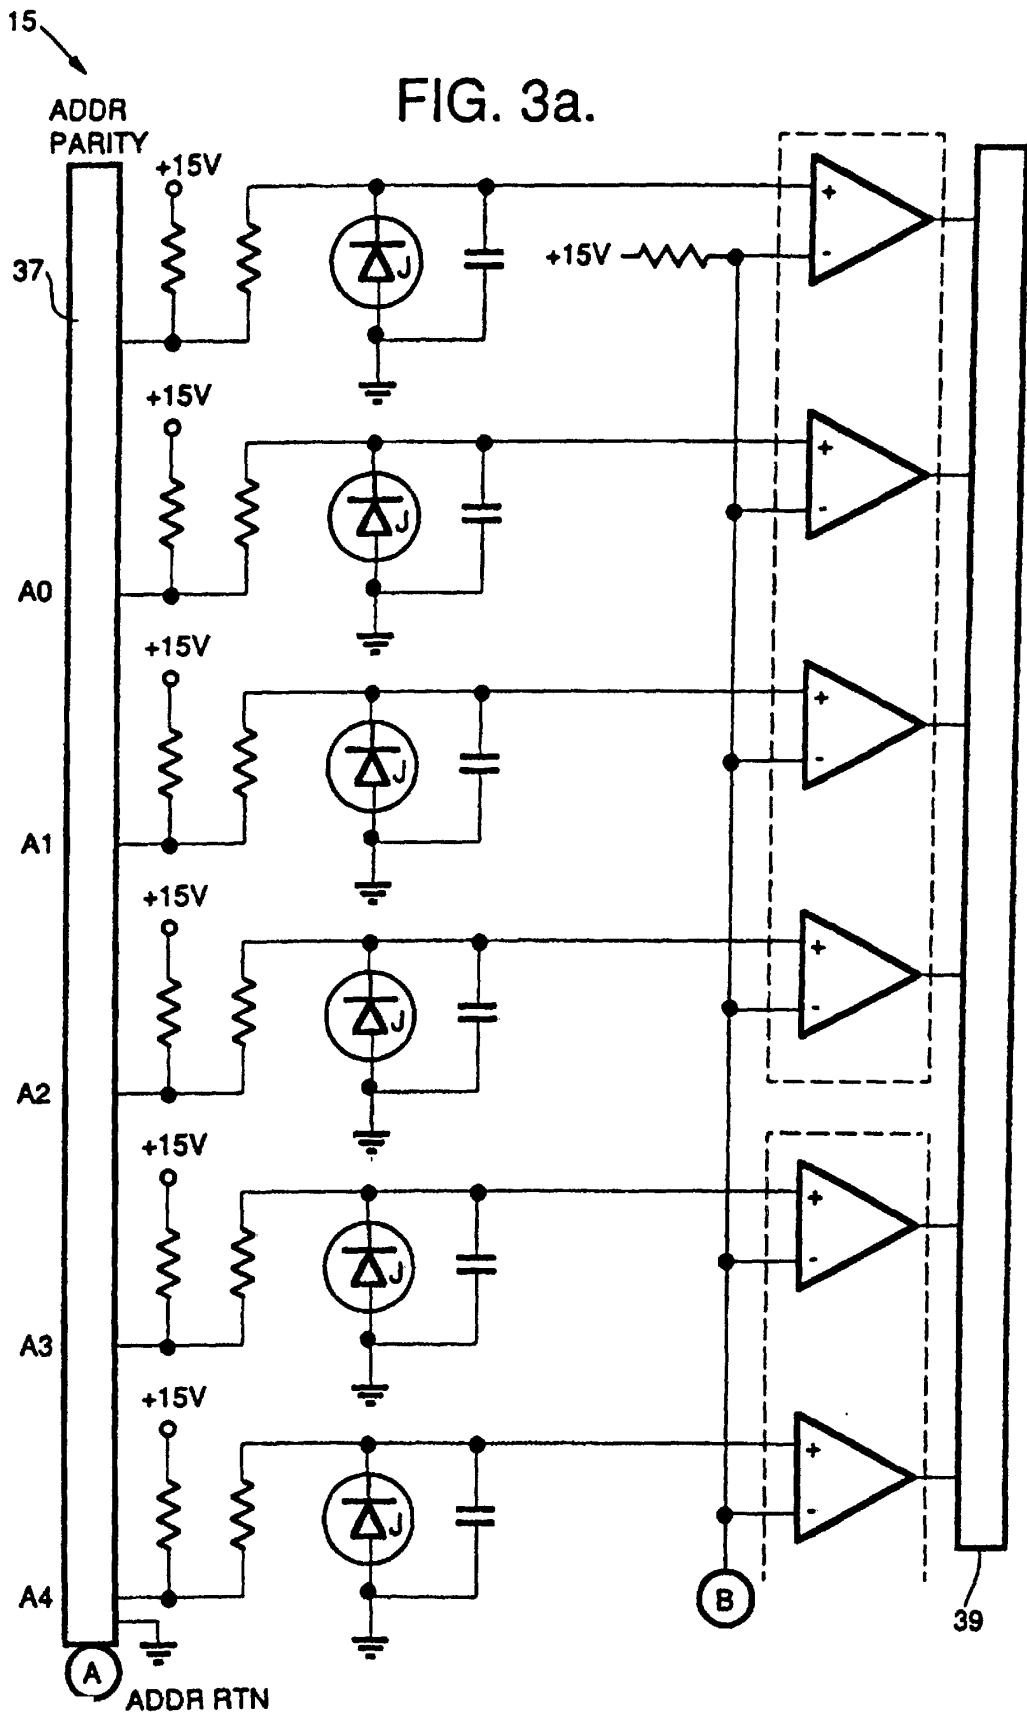 15
FIG. 3a.
ADDR
PARITY
+15V
+ 
37
J
+15V
-
+15V
+
J
-
A0
+15V
+
J
-
A1
+15V
+
J
-
A2
+15V
+
J
-
A3
+15V
+
J
-
A4
B
39
A
ADDR RTN